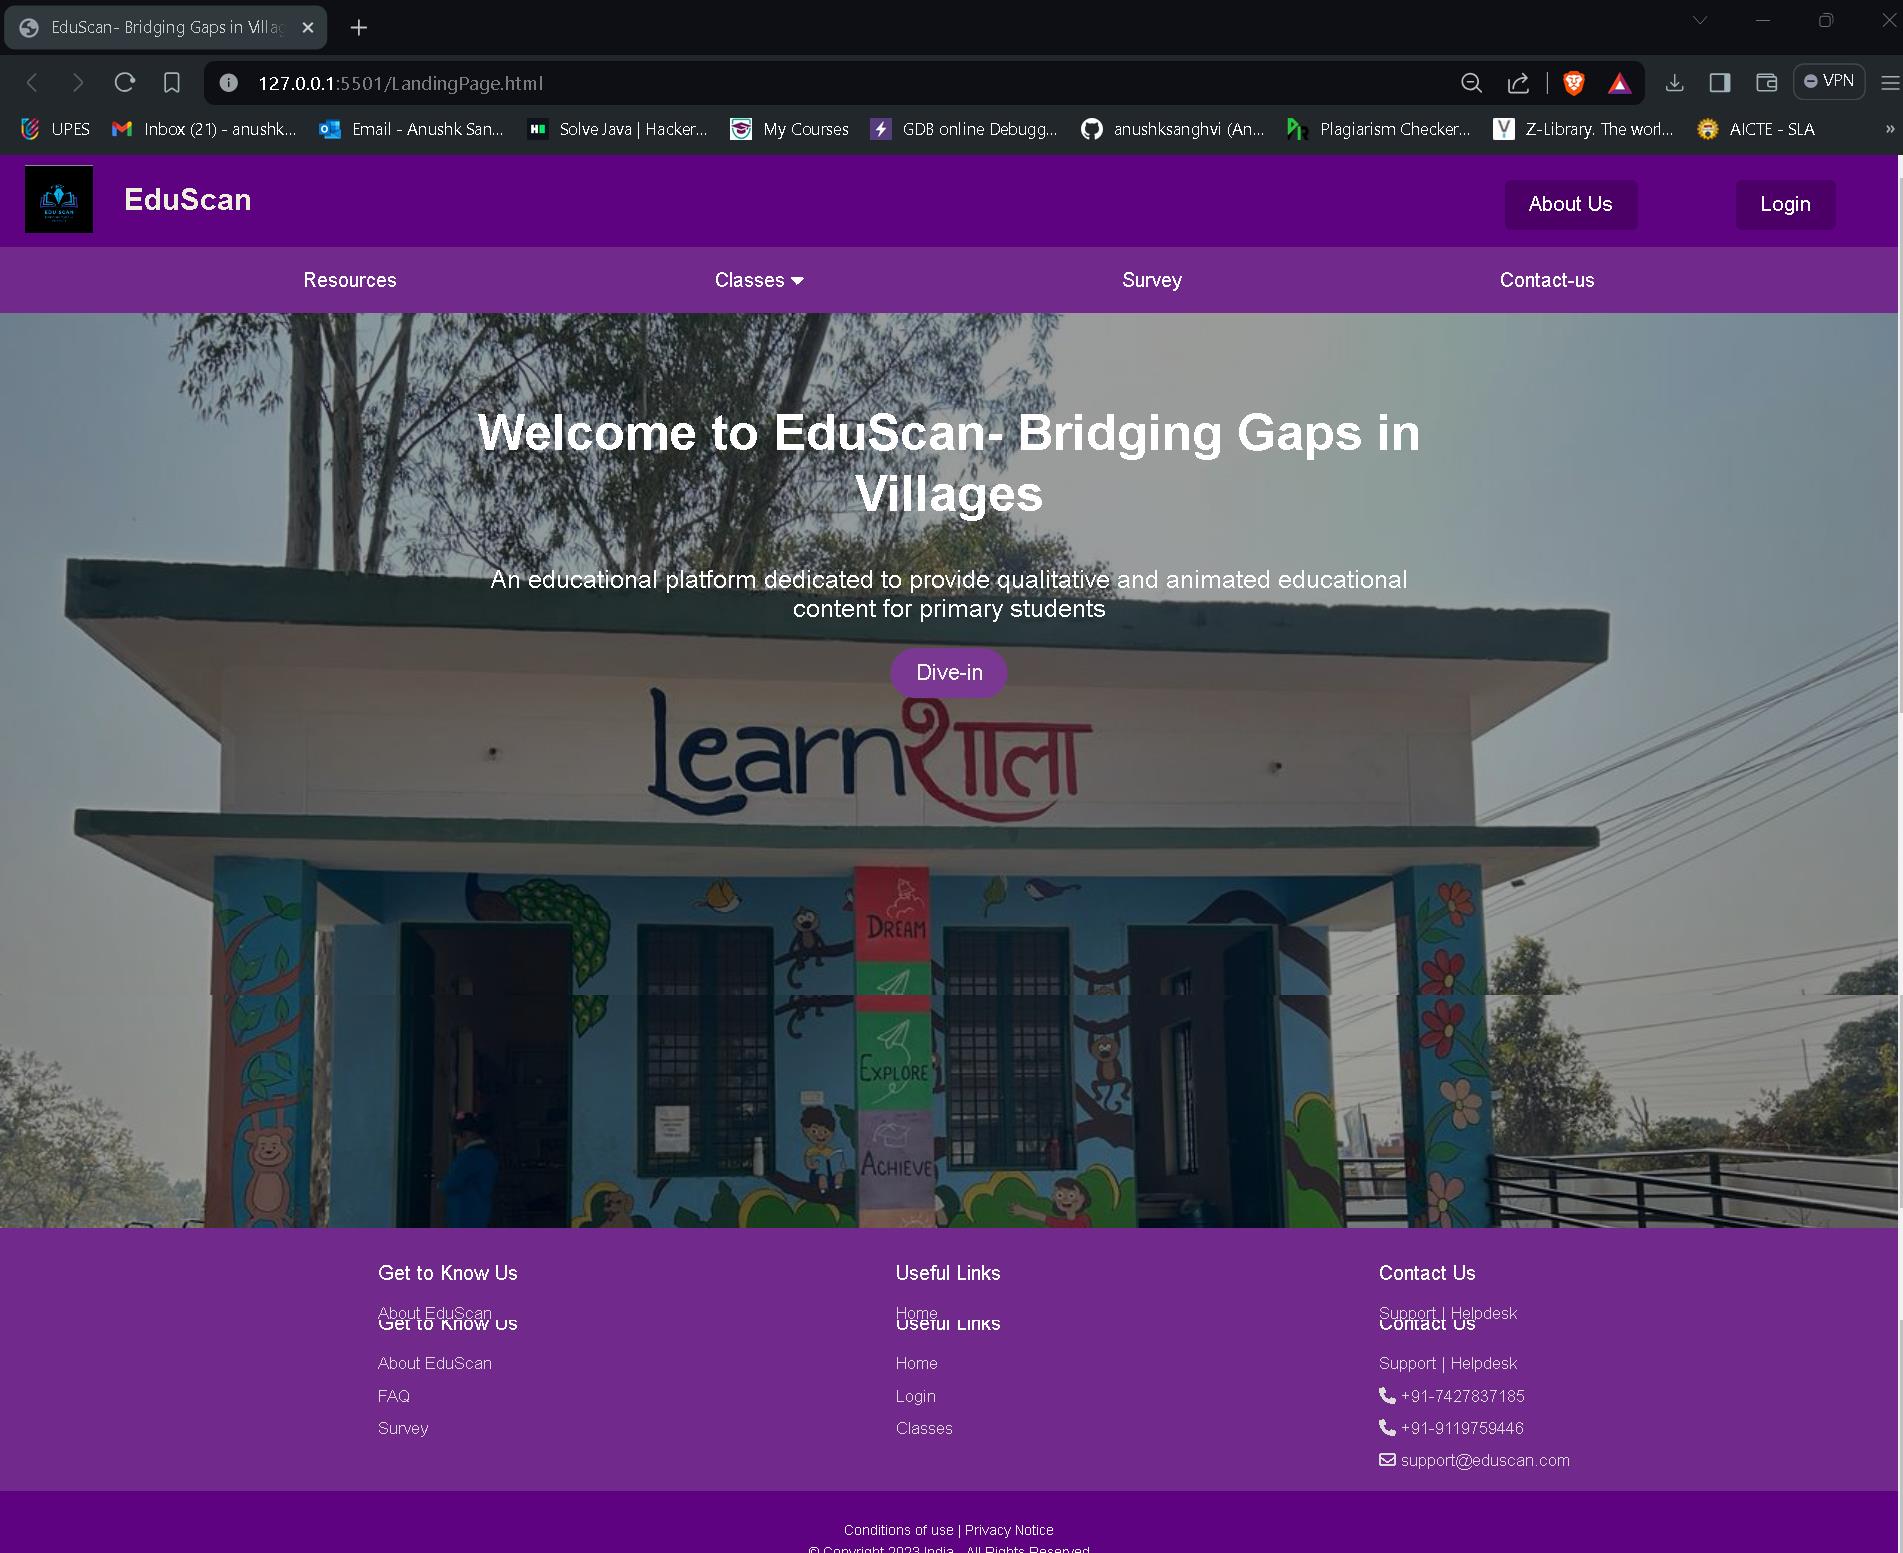 EduScan- Bridging Gaps in Villag
127.0.0.1:5501/LandingPage.html
VPN
UPES
Inbox (21) - anushk...
Email - Anushk San...
Solve Java | Hacker...
My Courses
GDB online Debugg...
anushksanghvi (An...
Plagiarism Checker...
Z-Library. The worl...
AICTE - SLA
»
EDU SCAN
EduScan
About Us
Login
Resources
Classes
Survey
Contact-us
Welcome to EduScan- Bridging Gaps in
Villages
An educational platform dedicated to provide qualitative and animated educational
content for primary students
Dive-in
Learnशाला
DREAM
EXPLORE
ACHIEVE
Get to Know Us
Useful Links
Contact Us
About EduScan
Home
Support | Helpdesk
Get to Know Us
Useful Links
Contact Us
About EduScan
Home
Support | Helpdesk
FAQ
Login
+91-7427837185
Survey
Classes
+91-9119759446
support@eduscan.com
Conditions of use | Privacy Notice
© Copyright 2023 India , All Rights Reserved